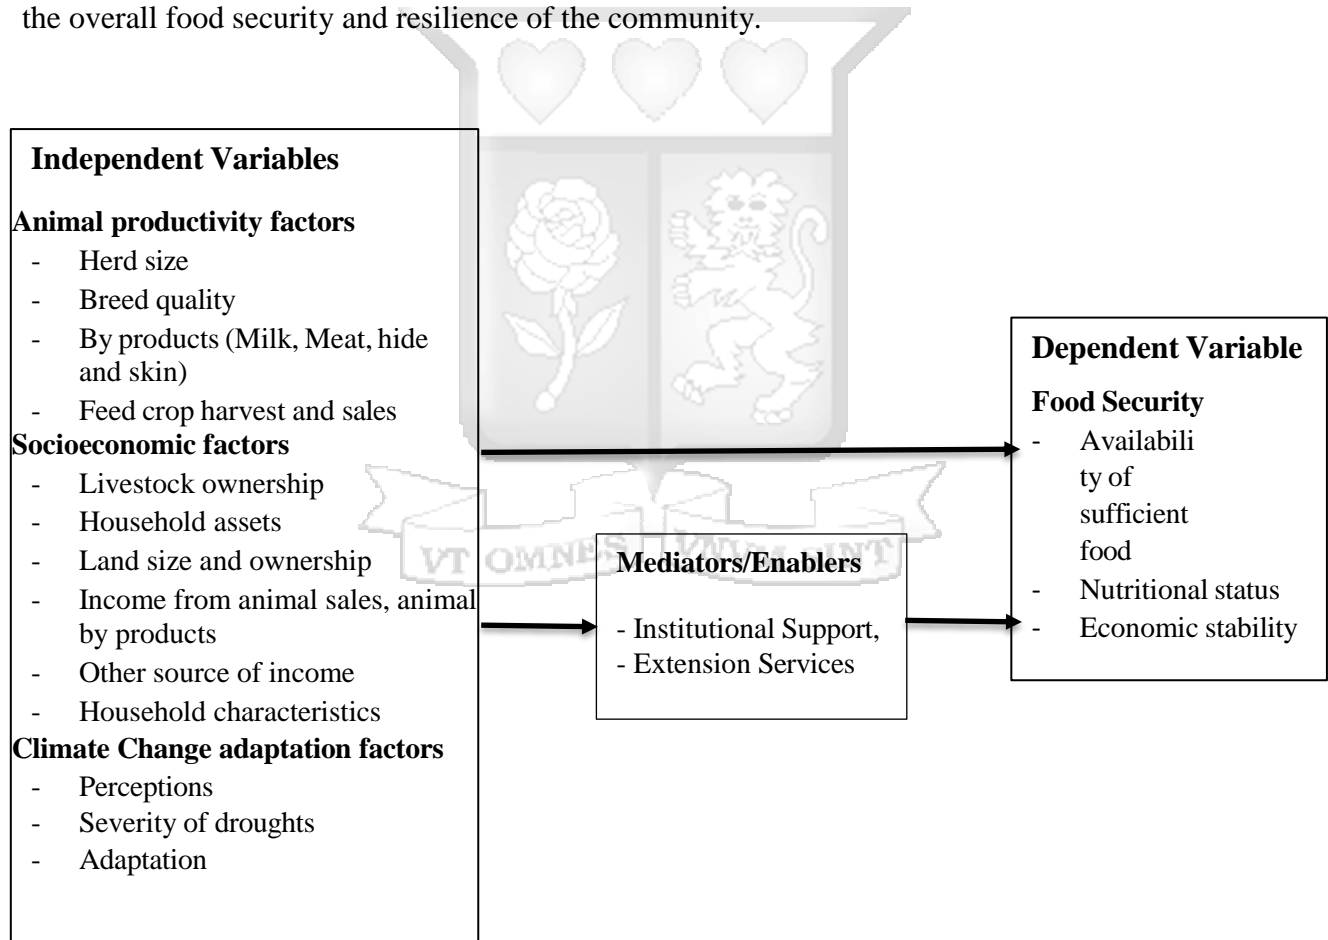 the overall food security and resilience of the community.
Independent Variables
Animal productivity factors
- Herd size
- Breed quality
- By products (Milk, Meat, hide
and skin)
- Feed crop harvest and sales
Socioeconomic factors
- Livestock ownership
- Household assets
- Land size and ownership
- Income from animal sales, animal
by products
- Other source of income
- Household characteristics
Climate Change adaptation factors
- Perceptions
- Severity of droughts
- Adaptation
VT OMNES VNVM SINT
Mediators/Enablers
- Institutional Support,
- Extension Services
Dependent Variable
Food Security
- Availabili
ty of
sufficient
food
- Nutritional status
- Economic stability